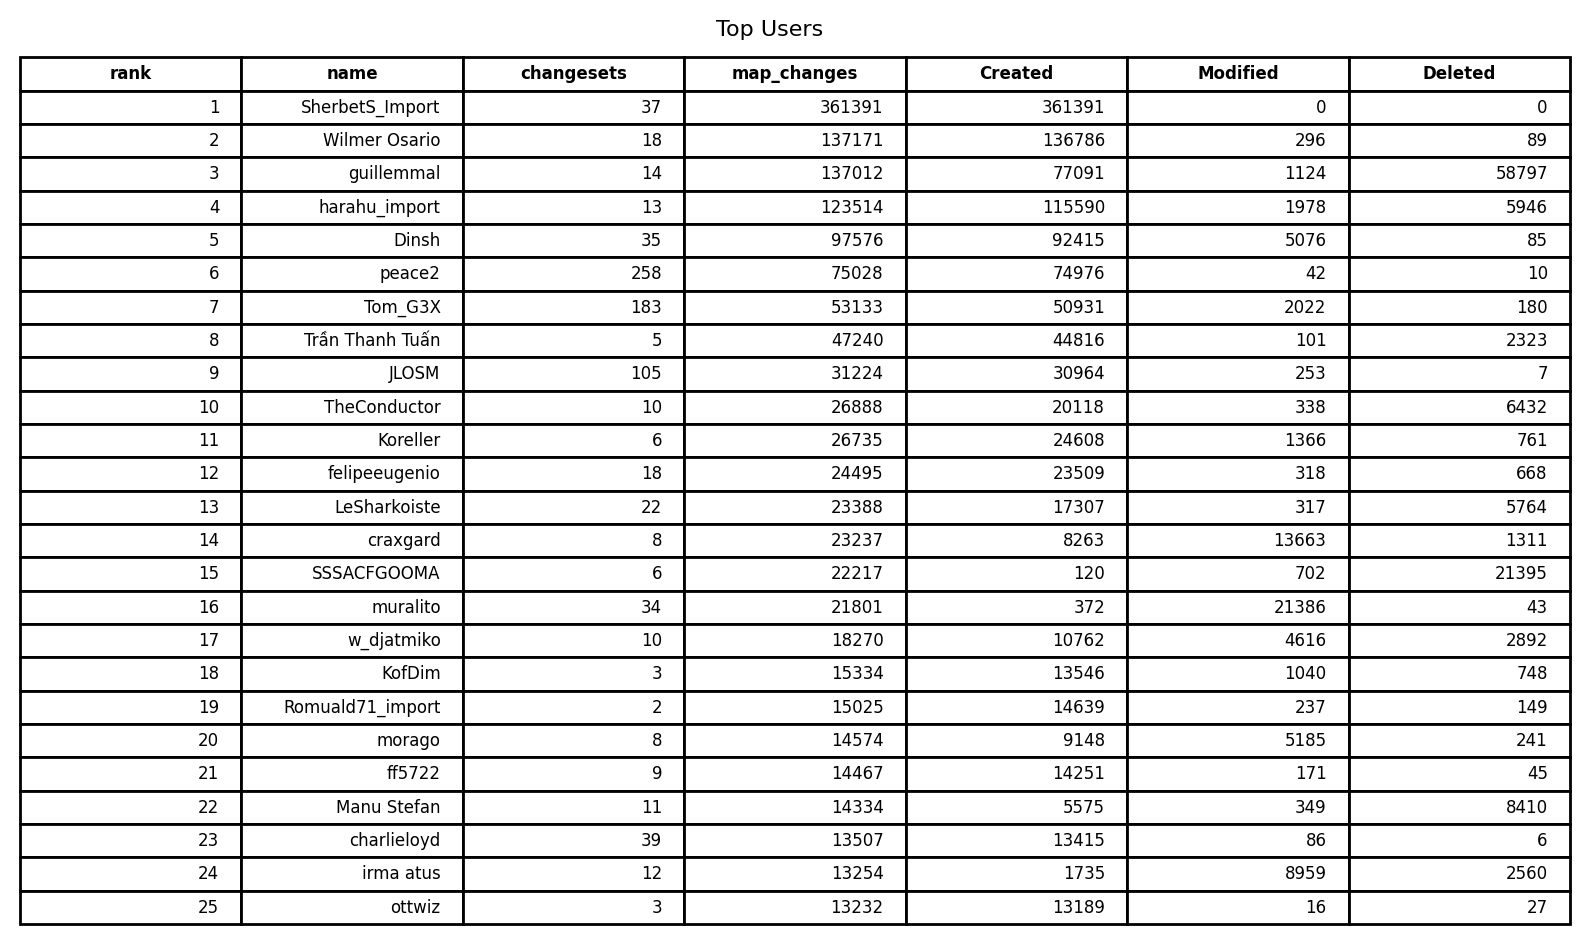 Top Users
rank name changesets map_changes Created Modified Deleted
1 SherbetS_Import 37 361391 361391 0 0
2 Wilmer Osario 18 137171 136786 296 89
3 guillemmal 14 137012 77091 1124 58797
4 harahu_import 13 123514 115590 1978 5946
5 Dinsh 35 97576 92415 5076 85
6 peace2 258 75028 74976 42 10
7 Tom_G3X 183 53133 50931 2022 180
8 Trần Thanh Tuấn 5 47240 44816 101 2323
9 JLOSM 105 31224 30964 253 7
10 TheConductor 10 26888 20118 338 6432
11 Koreller 6 26735 24608 1366 761
12 felipeeugenio 18 24495 23509 318 668
13 LeSharkoiste 22 23388 17307 317 5764
14 craxgard 8 23237 8263 13663 1311
15 SSSACFGOOMA 6 22217 120 702 21395
16 muralito 34 21801 372 21386 43
17 w_djatmiko 10 18270 10762 4616 2892
18 KofDim 3 15334 13546 1040 748
19 Romuald71_import 2 15025 14639 237 149
20 morago 8 14574 9148 5185 241
21 ff5722 9 14467 14251 171 45
22 Manu Stefan 11 14334 5575 349 8410
23 charlieloyd 39 13507 13415 86 6
24 irma atus 12 13254 1735 8959 2560
25 ottwiz 3 13232 13189 16 27